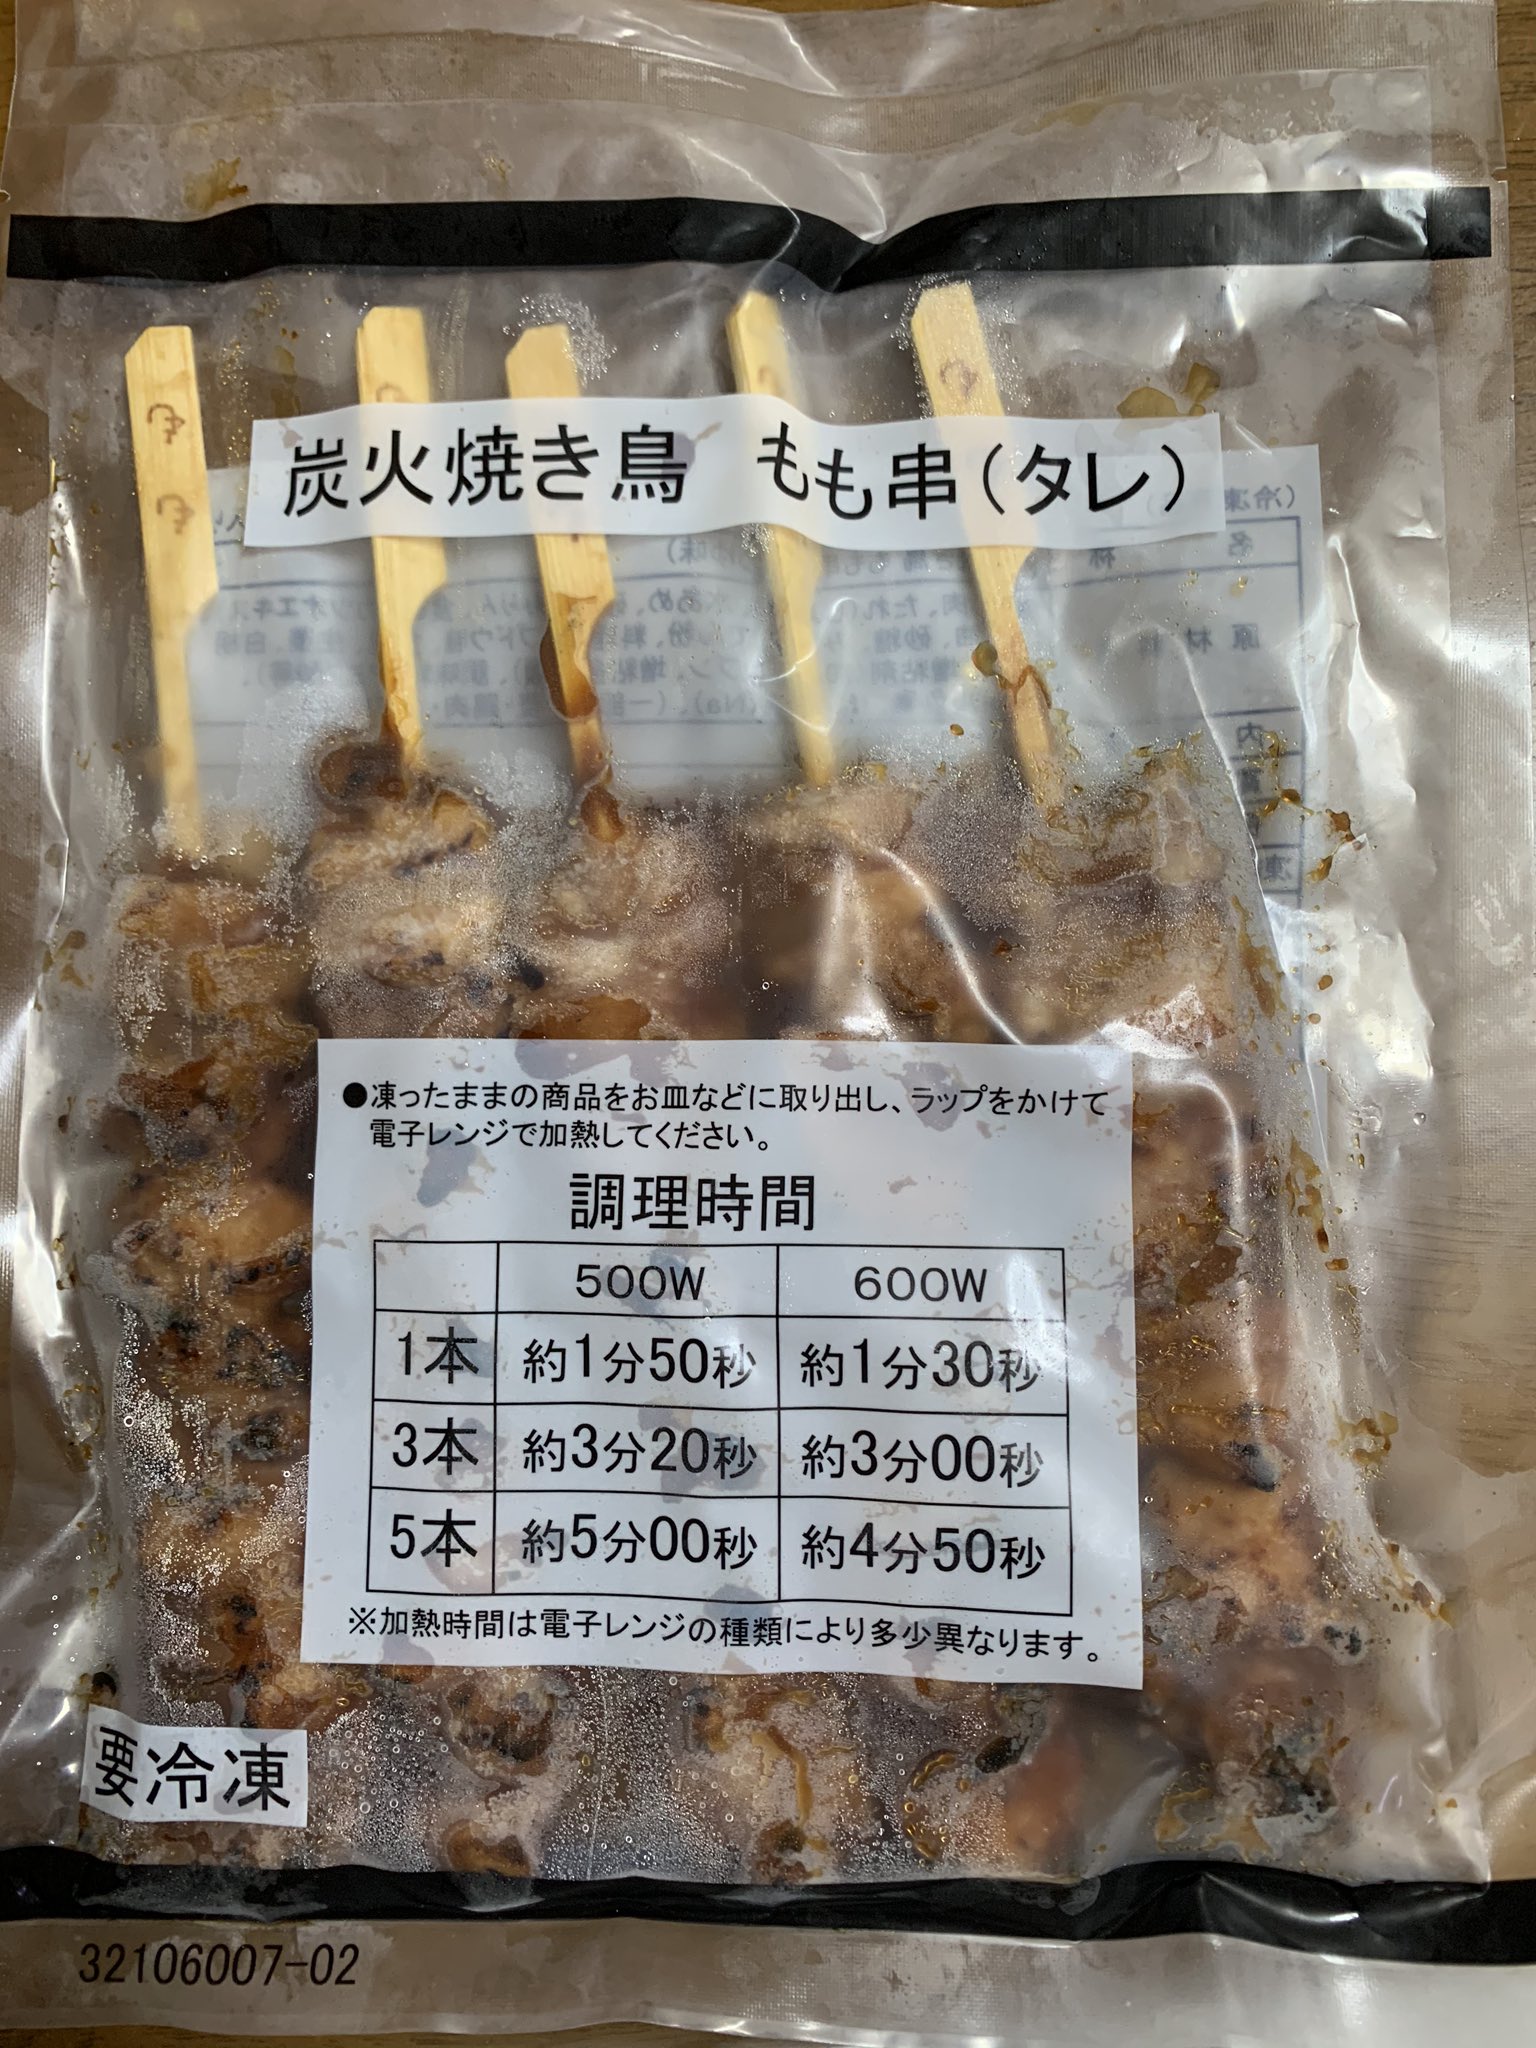 もも
もも
もも
炭火焼き鳥 もも串(タレ)
●凍ったままの商品をお皿などに取り出し、ラップをかけて
電子レンジで加熱してください。
調理時間
500W 600W
1本 約1分50秒 約1分30秒
3本 約3分20秒 約3分00秒
5本 約5分00秒 約4分50秒
※加熱時間は電子レンジの種類により多少異なります。
要冷凍
32106007-02